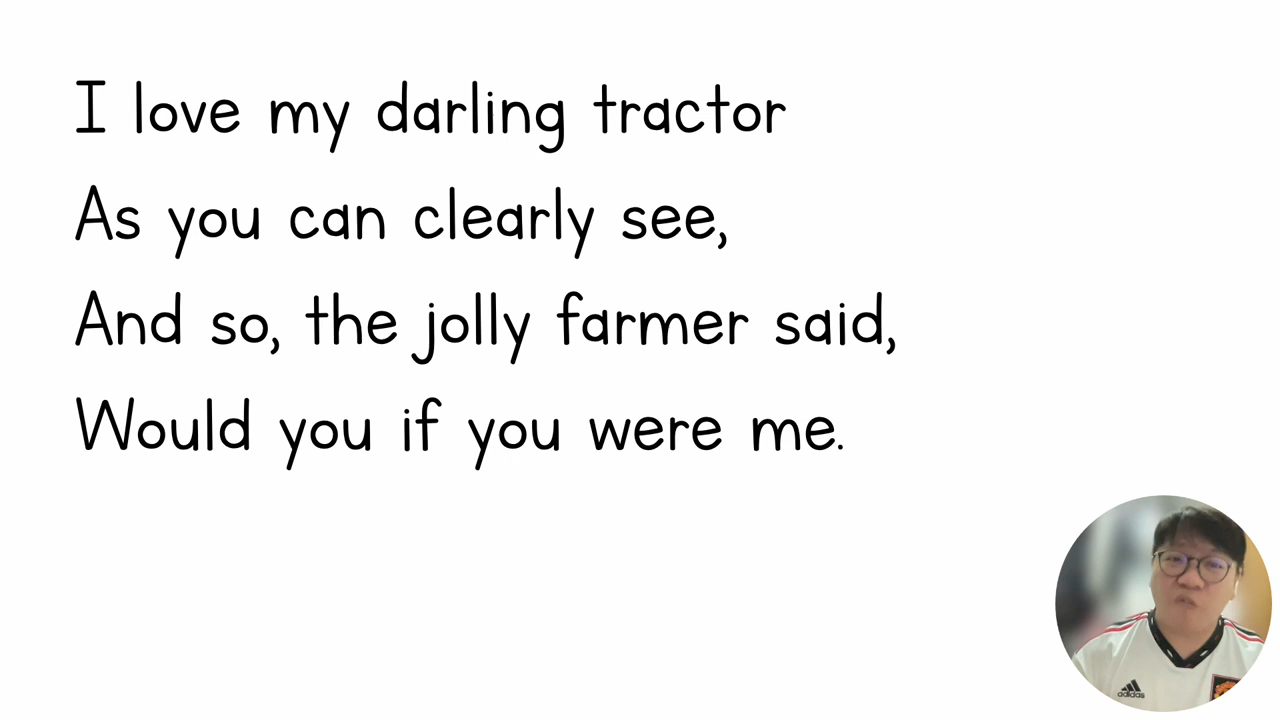 I love my darling tractor
As you can clearly see,
And so, the jolly farmer said,
Would you if you were me.
adidas